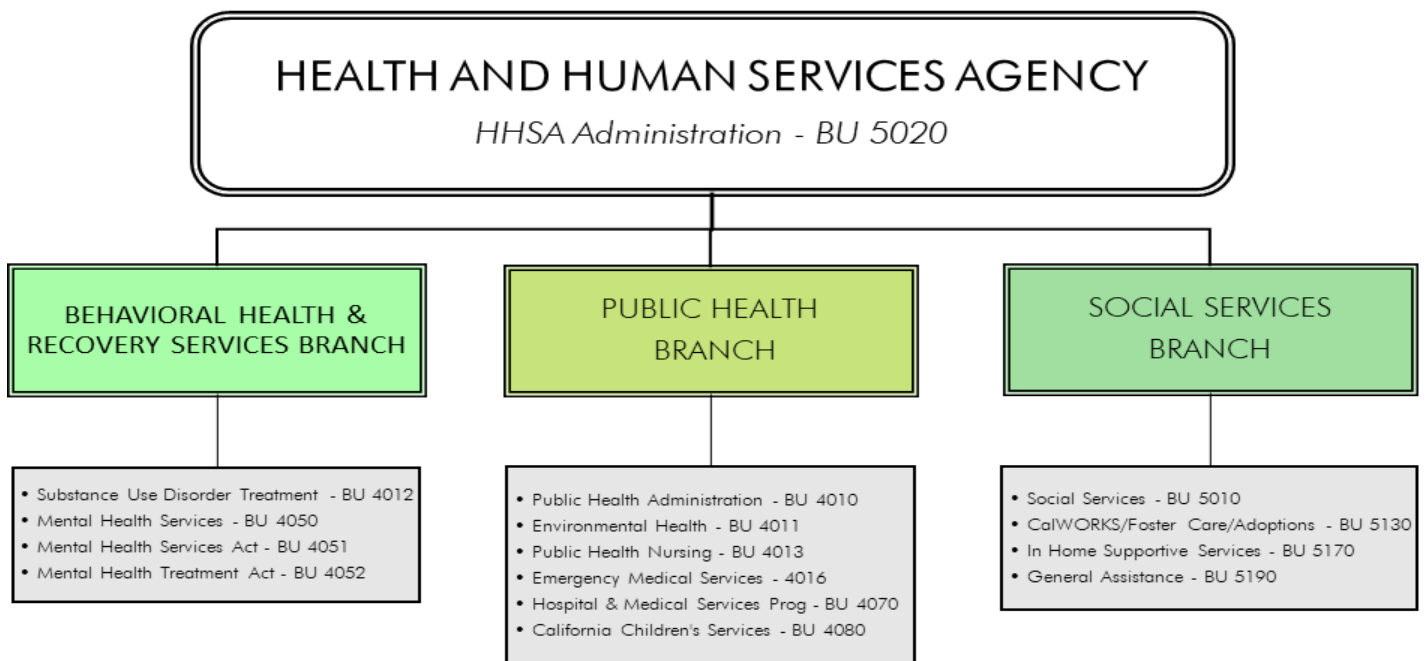 HEALTH AND HUMAN SERVICES AGENCY
HHSA Administration - BU 5020
BEHAVIORAL HEALTH &
RECOVERY SERVICES BRANCH
PUBLIC HEALTH
BRANCH
SOCIAL SERVICES
BRANCH
• Substance Use Disorder Treatment - BU 4012
• Mental Health Services - BU 4050
• Mental Health Services Act - BU 4051
• Mental Health Treatment Act - BU 4052
• Public Health Administration - BU 4010
• Environmental Health - BU 4011
• Public Health Nursing - BU 4013
• Emergency Medical Services - 4016
• Hospital & Medical Services Prog - BU 4070
• California Children's Services - BU 4080
• Social Services - BU 5010
• CalWORKS/Foster Care/Adoptions - BU 5130
• In Home Supportive Services - BU 5170
• General Assistance - BU 5190